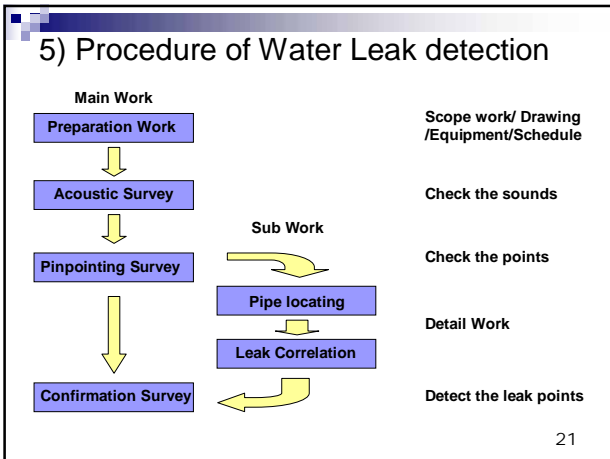 5) Procedure of Water Leak detection
Main Work
Preparation Work
Scope work/ Drawing
/Equipment/Schedule
Acoustic Survey
Check the sounds
Sub Work
Pinpointing Survey
Check the points
Pipe locating
Detail Work
Leak Correlation
Confirmation Survey
Detect the leak points
21